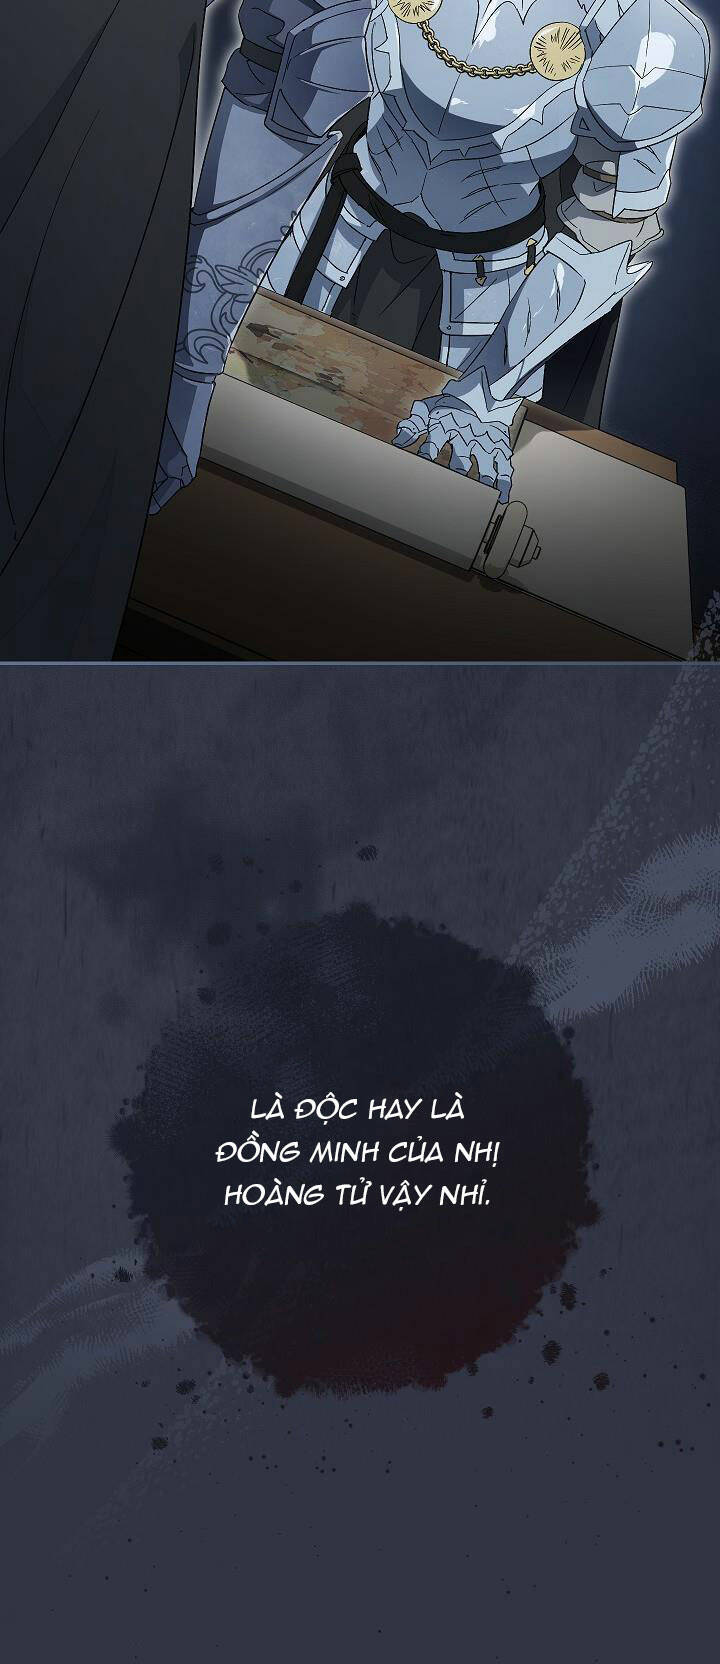 LÀ ĐỘC HAY LÀ
ĐỒNG MINH CỦA NHỊ
HOÀNG TỬ VẬY NHỈ.